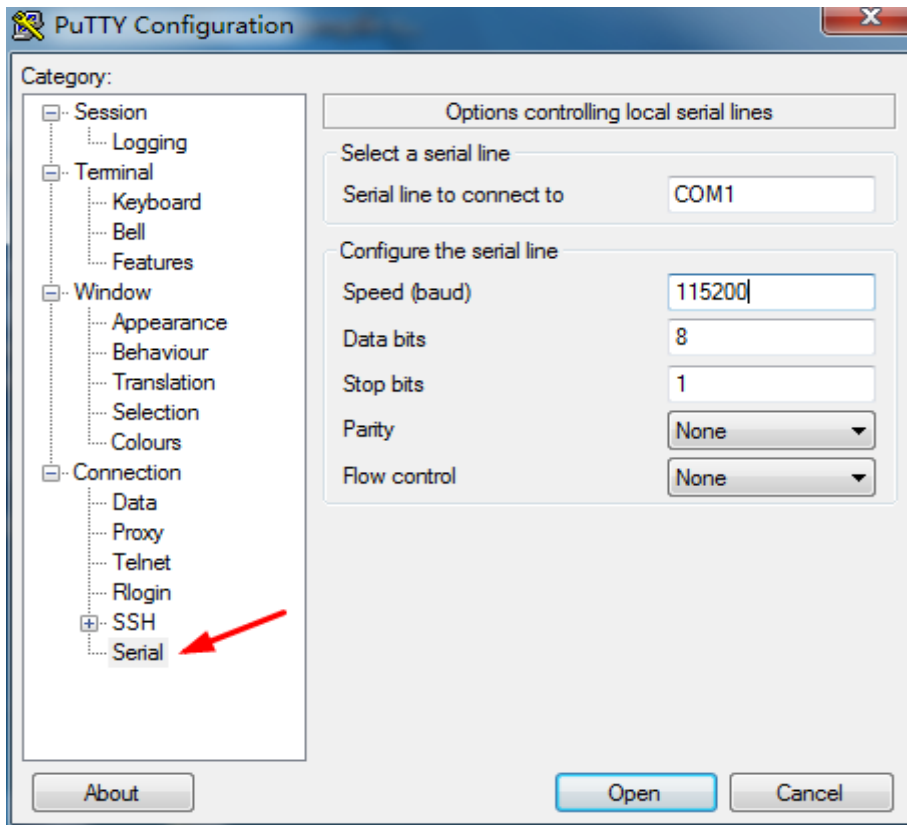 PuTTY Configuration
Category:
Session
Logging
Terminal
Keyboard
Bell
Features
Window
Appearance
Behaviour
Translation
Selection
Colours
Connection
Data
Proxy
Telnet
Rlogin
SSH
Serial
Options controlling local serial lines
Select a serial line
Serial line to connect to COM1
Configure the serial line
Speed (baud) 115200
Data bits 8
Stop bits 1
Parity None
Flow control None
About Open Cancel